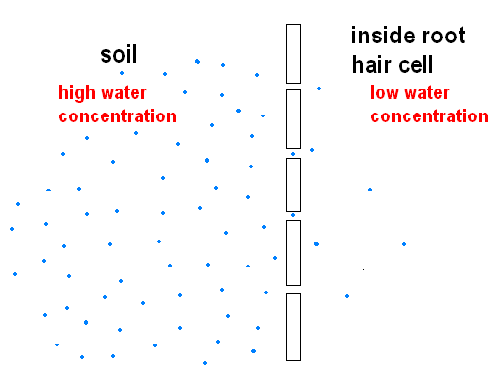 soil
high water
concentration
inside root
hair cell
low water
concentration